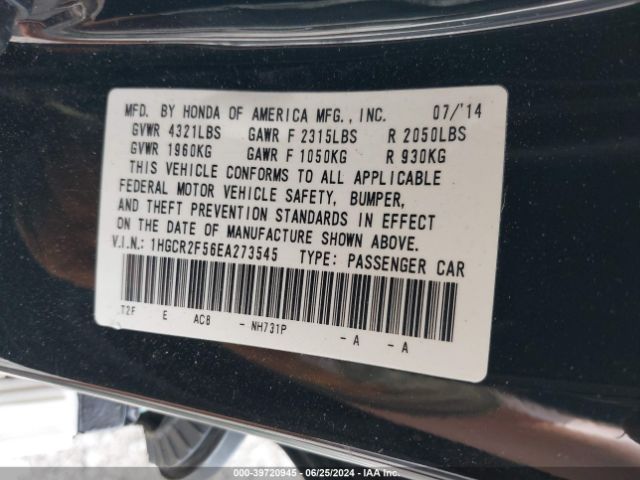 MFD. BY HONDA OF AMERICA MFG., INC. 07/'14
GVWR 4321LBS GAWR F 2315LBS R 2050LBS
GVWR 1960KG GAWR F 1050KG R 930KG
THIS VEHICLE CONFORMS TO ALL APPLICABLE
FEDERAL MOTOR VEHICLE SAFETY, BUMPER,
AND THEFT PREVENTION STANDARDS IN EFFECT
ON THE DATE OF MANUFACTURE SHOWN ABOVE.
V.I.N.: 1HGCR2F56EA273545 TYPE: PASSENGER CAR
T2F E AC8 - NH731P - A - A
000-39720945 - 06/25/2024 - IAA Inc.